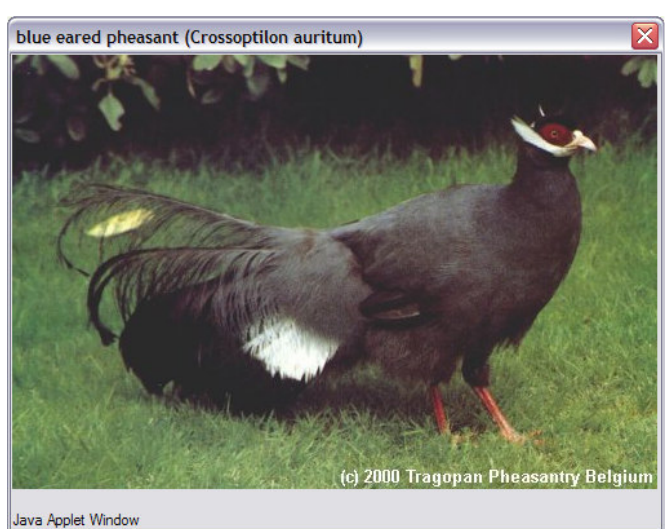 blue eared pheasant (Crossoptilon auritum)
(c) 2000 Tragopan Pheasantry Belgium
Java Applet Window